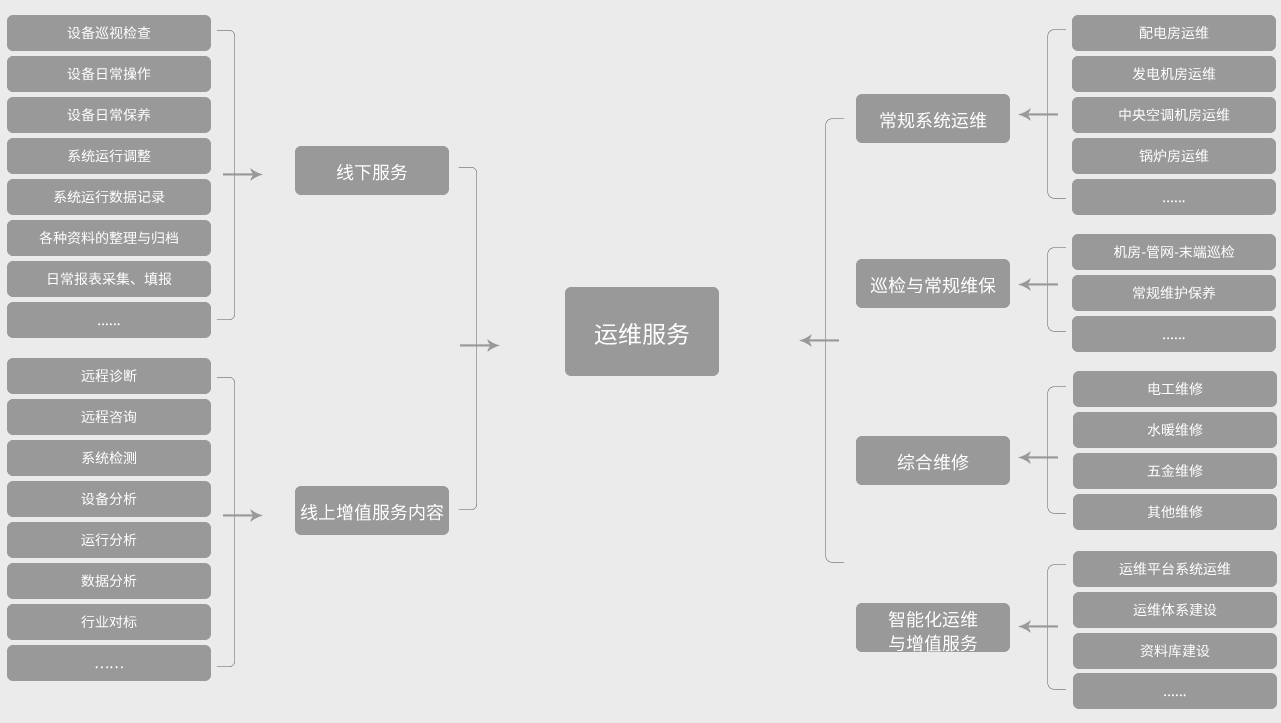 设备巡视检查
设备日常操作
设备日常保养
系统运行调整
系统运行数据记录
各种资料的整理与归档
日常报表采集、填报
......
远程诊断
远程咨询
系统检测
设备分析
运行分析
数据分析
行业对标
……
线下服务
线上增值服务内容
运维服务
常规系统运维
巡检与常规维保
综合维修
智能化运维
与增值服务
配电房运维
发电机房运维
中央空调机房运维
锅炉房运维
......
机房-管网-末端巡检
常规维护保养
......
电工维修
水暖维修
五金维修
其他维修
运维平台系统运维
运维体系建设
资料库建设
......